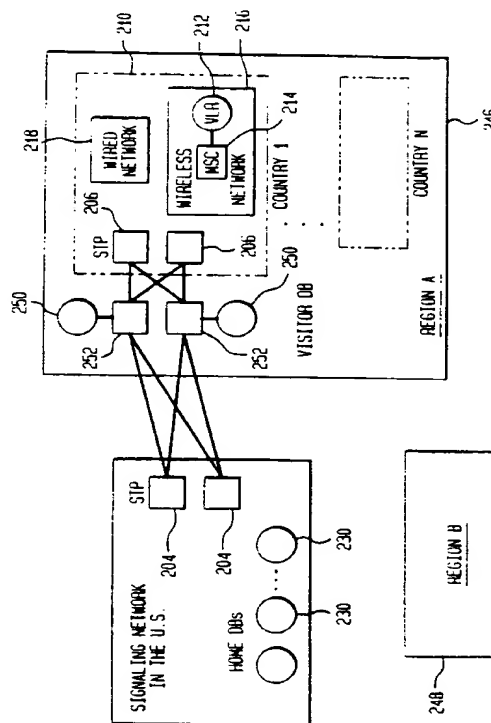 SIGNALING NETWORK
IN THE U.S.
STP
204
204
HOME DBs
230
230
REGION B
248
250
206
218
210
212
216
WIRED
NETWORK
WIRELESS
NETWORK
VLR
MSC
214
STP
206
COUNTRY 1
252
252
250
VISITOR DB
REGION A
COUNTRY N
246